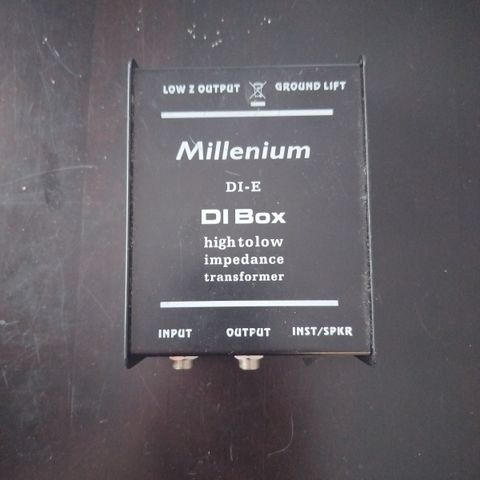 LOW Z OUTPUT GROUND LIFT
Millenium
DI-E
DI Box
high to low
impedance
transformer
INPUT OUTPUT INST/SPKR